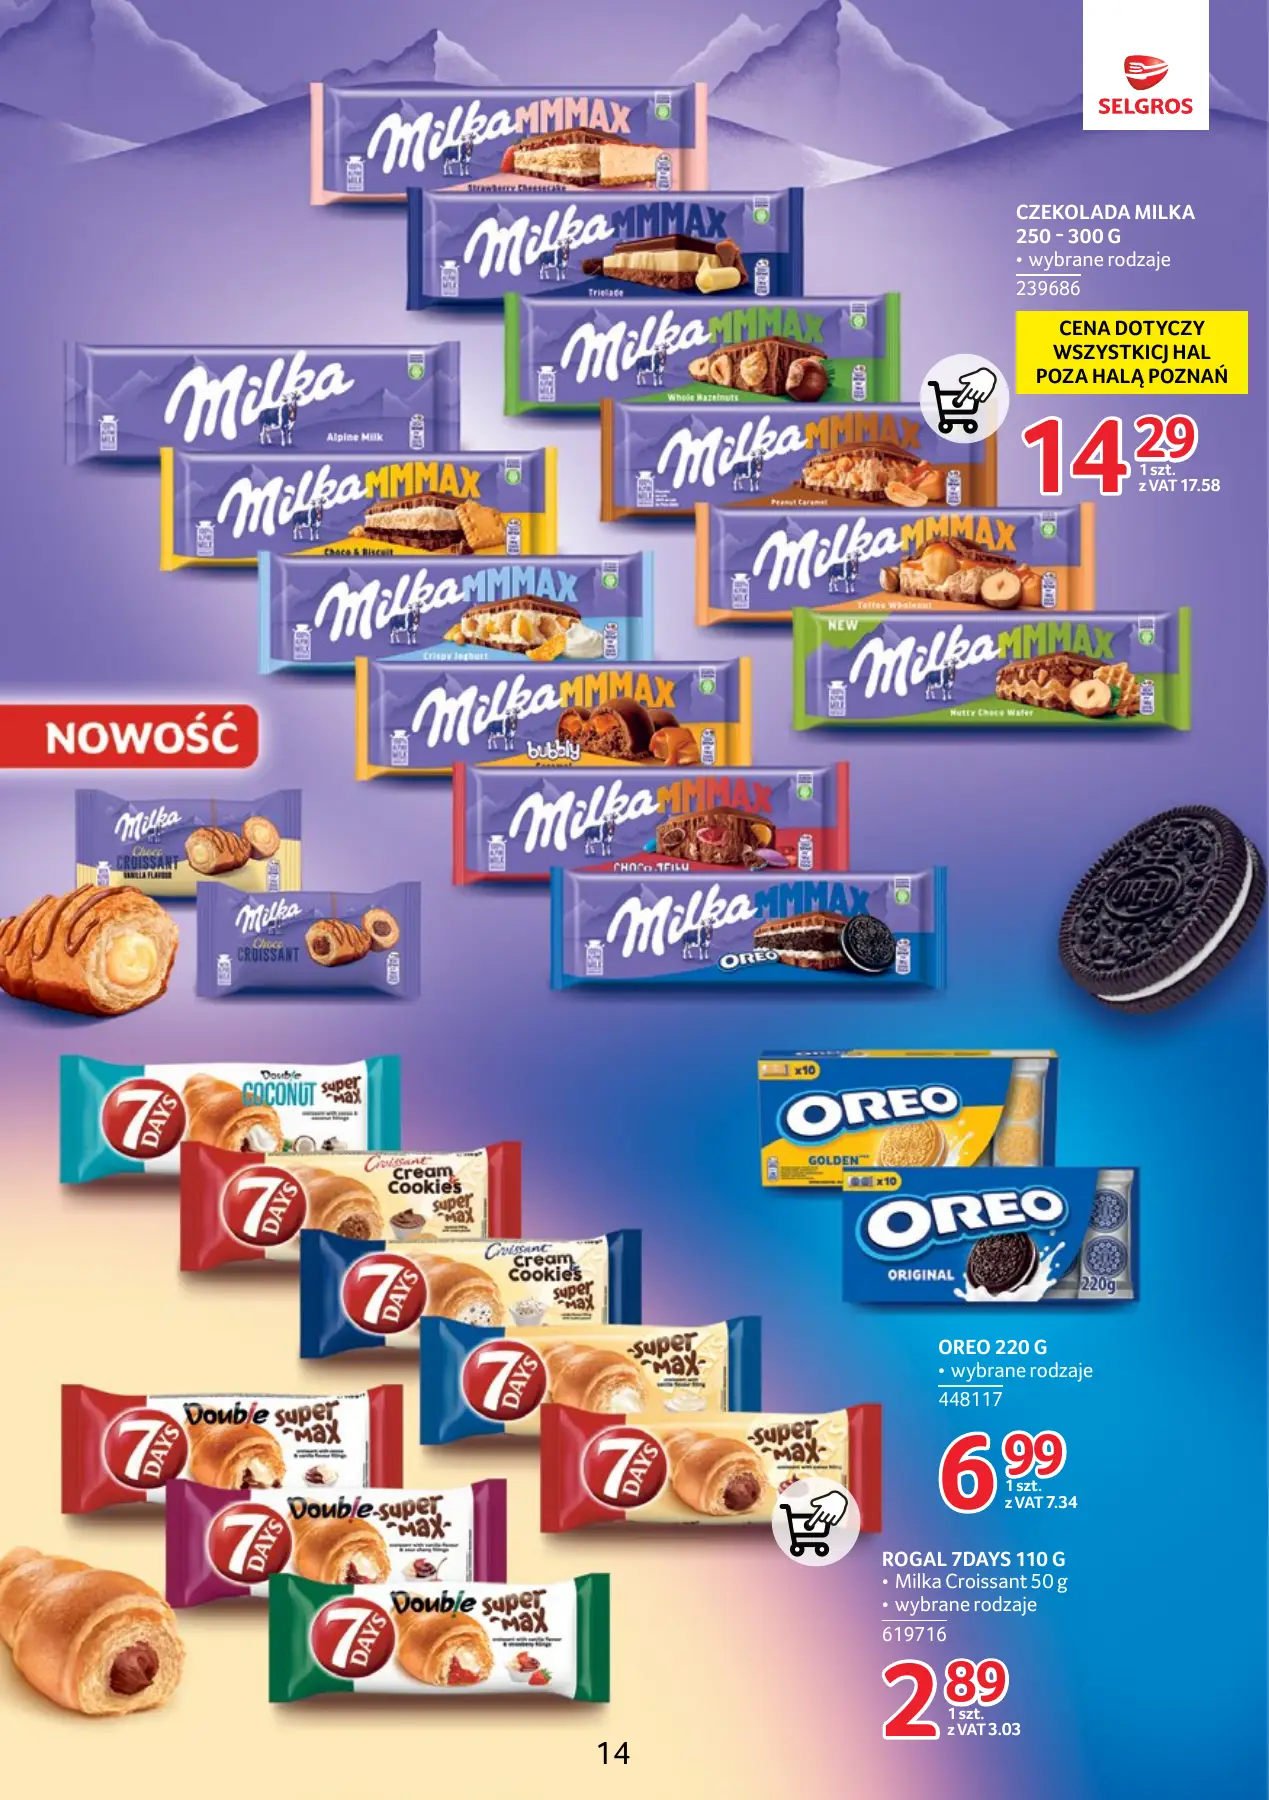 SELGROS
Milka MMMAX
Strawberry Cheesecake
Milka MMMAX
Triolade
Milka MMMAX
Whole Hazelnuts
Milka
Alpine Milk
Milka MMMAX
Peanut Caramel
Milka MMMAX
Choco & Biscuit
Milka MMMAX
Toffee Wholenut
Milka MMMAX
Crispy Joghurt
NEW
Milka MMMAX
Nutty Choco Wafer
Milka MMMAX
bubbly
Caramel
Milka MMMAX
CHOCO JELLY
Milka MMMAX
OREO
CZEKOLADA MILKA
250 - 300 G
• wybrane rodzaje
239686
CENA DOTYCZY
WSZYSTKICJ HAL
POZA HALĄ POZNAŃ
14 29
1 szt.
z VAT 17.58
NOWOŚĆ
Milka
Choco
CROISSANT
VANILLA FLAVOUR
Milka
Choco
CROISSANT
7 DAYS
Double
COCONUT
super max
7 DAYS
Croissant
Cream & Cookies
super max
7 DAYS
Croissant
Cream & Cookies
super max
7 DAYS
super max
7 DAYS
super max
7 DAYS
Double super max
7 DAYS
Double super max
7 DAYS
Double super max
x10
OREO
GOLDEN
x10
OREO
ORIGINAL
220g
OREO 220 G
• wybrane rodzaje
448117
6 99
1 szt.
z VAT 7.34
ROGAL 7DAYS 110 G
• Milka Croissant 50 g
• wybrane rodzaje
619716
2 89
1 szt.
z VAT 3.03
14